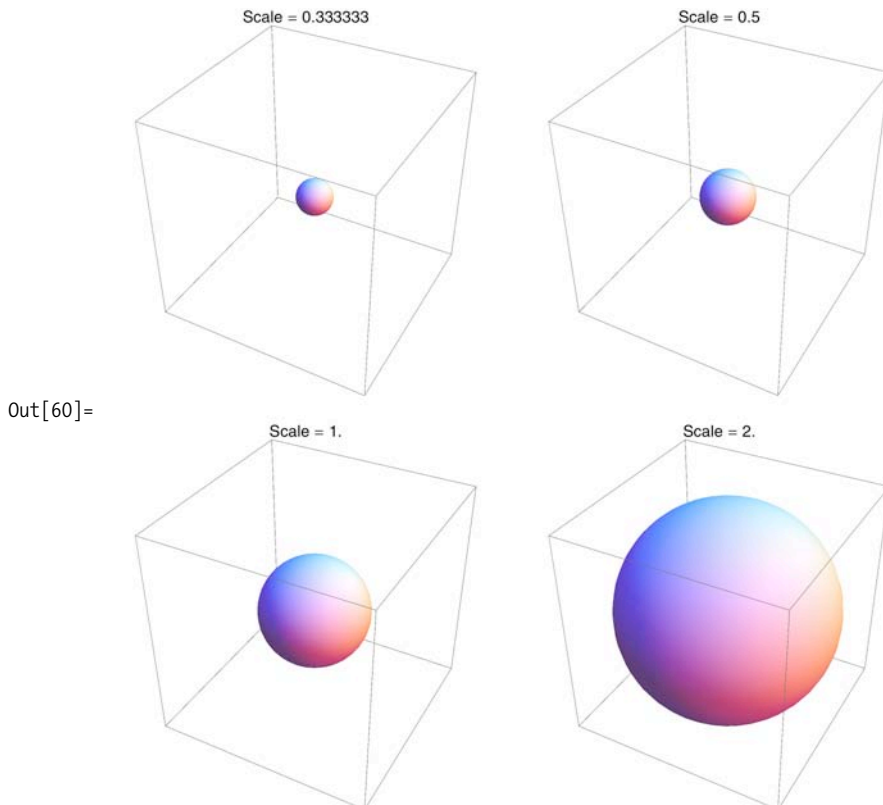 Scale = 0.333333
Scale = 0.5
Out[60]=
Scale = 1.
Scale = 2.